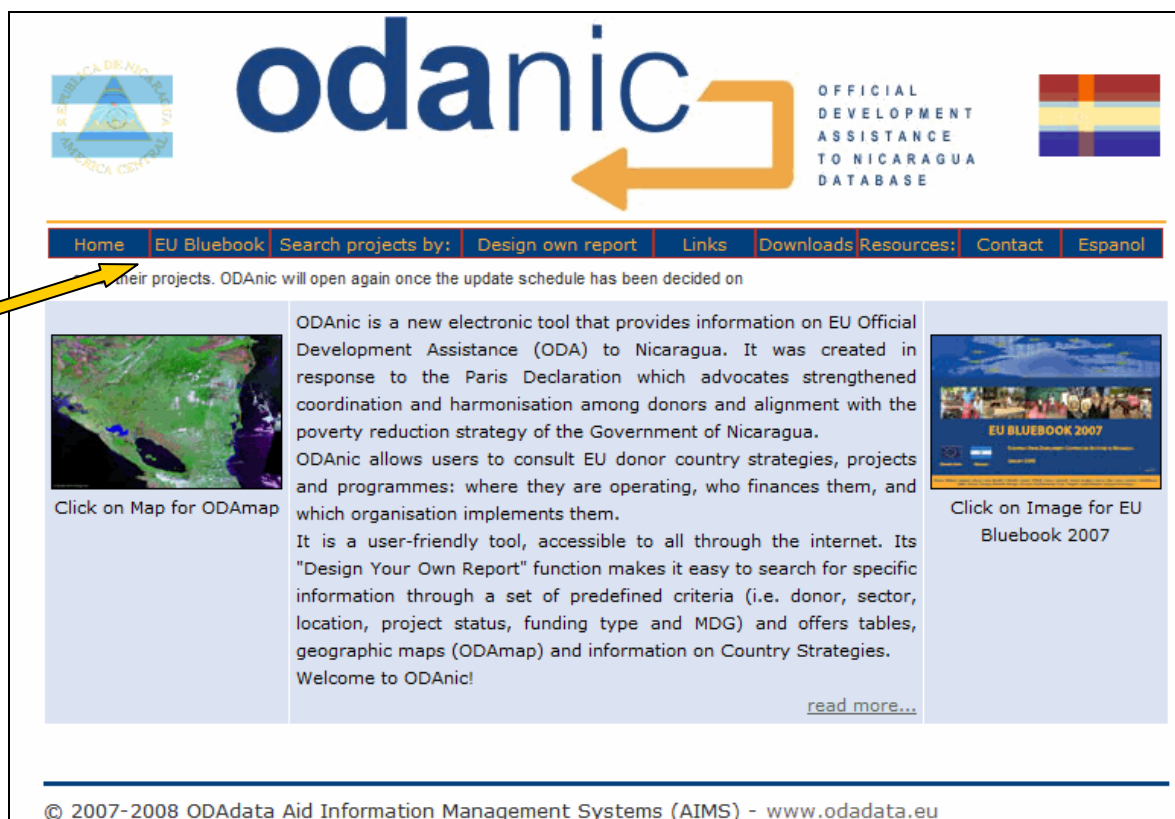 REPUBLICA DE NICARAGUA
AMERICA CENTRAL
odanic
OFFICIAL
DEVELOPMENT
ASSISTANCE
TO NICARAGUA
DATABASE
Home EU Bluebook Search projects by: Design own report Links Downloads Resources: Contact Espanol
their projects. ODAnic will open again once the update schedule has been decided on
Click on Map for ODAmap
ODAnic is a new electronic tool that provides information on EU Official
Development Assistance (ODA) to Nicaragua. It was created in
response to the Paris Declaration which advocates strengthened
coordination and harmonisation among donors and alignment with the
poverty reduction strategy of the Government of Nicaragua.
ODAnic allows users to consult EU donor country strategies, projects
and programmes: where they are operating, who finances them, and
which organisation implements them.
It is a user-friendly tool, accessible to all through the internet. Its
"Design Your Own Report" function makes it easy to search for specific
information through a set of predefined criteria (i.e. donor, sector,
location, project status, funding type and MDG) and offers tables,
geographic maps (ODAmap) and information on Country Strategies.
Welcome to ODAnic!
read more...
EU BLUEBOOK 2007
Click on Image for EU
Bluebook 2007
© 2007-2008 ODAdata Aid Information Management Systems (AIMS) - www.odadata.eu